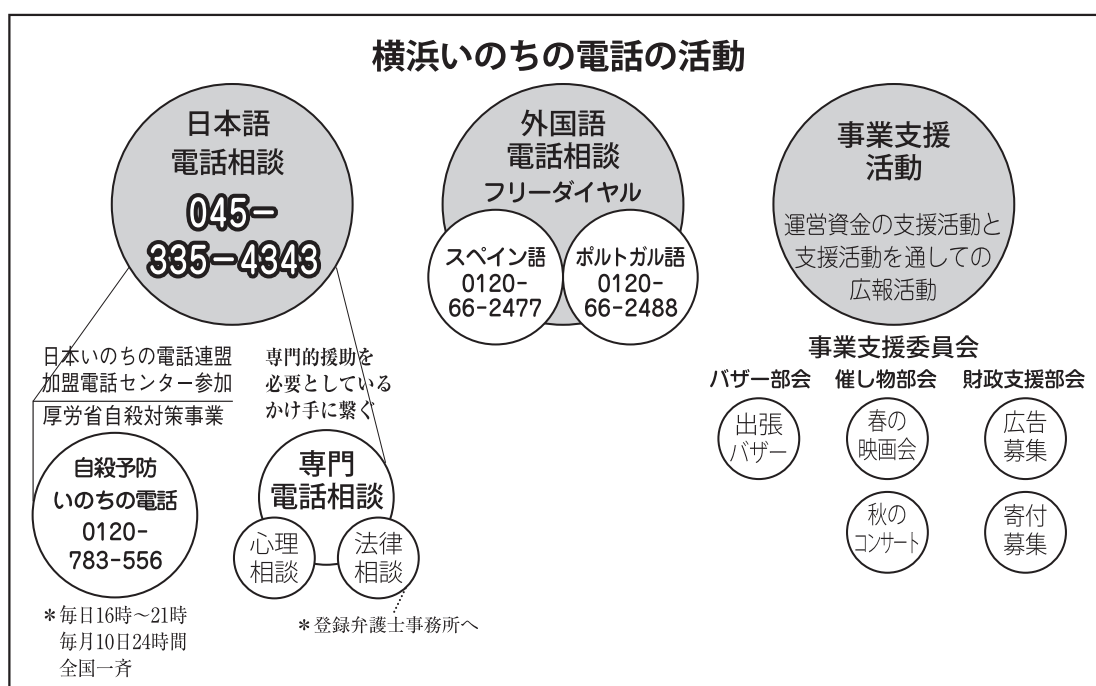 横浜いのちの電話の活動
日本語
電話相談
045-
335-4343
日本いのちの電話連盟
加盟電話センター参加
厚労省自殺対策事業
自殺予防
いのちの電話
0120-
783-556
*毎日16時~21時
毎月10日24時間
全国一斉
専門的援助を
必要としている
かけ手に繋ぐ
専門
電話相談
心理
相談
法律
相談
*登録弁護士事務所へ
外国語
電話相談
フリーダイヤル
スペイン語
0120-
66-2477
ポルトガル語
0120-
66-2488
事業支援
活動
運営資金の支援活動と
支援活動を通しての
広報活動
事業支援委員会
バザー部会
出張
バザー
催し物部会
春の
映画会
秋の
コンサート
財政支援部会
広告
募集
寄付
募集